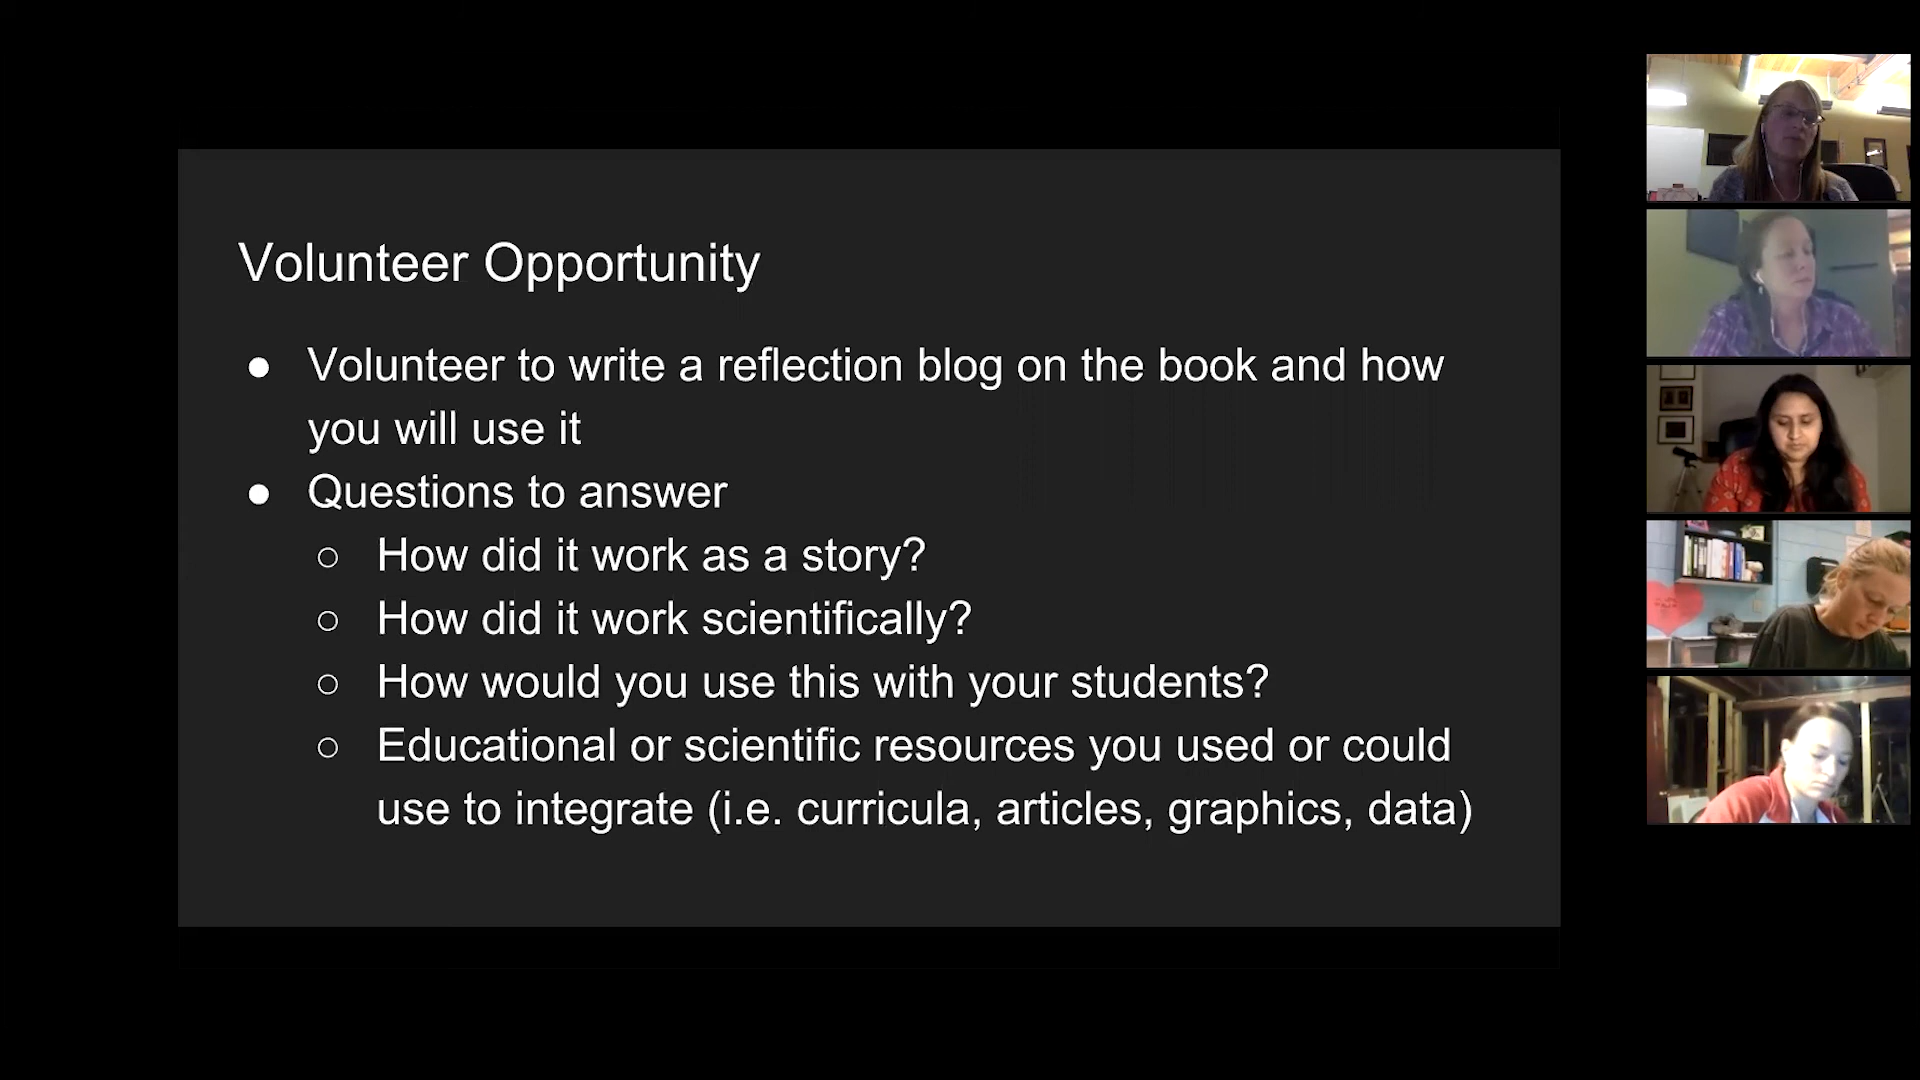 Volunteer Opportunity
● Volunteer to write a reflection blog on the book and how
you will use it
● Questions to answer
○ How did it work as a story?
○ How did it work scientifically?
○ How would you use this with your students?
○ Educational or scientific resources you used or could
use to integrate (i.e. curricula, articles, graphics, data)